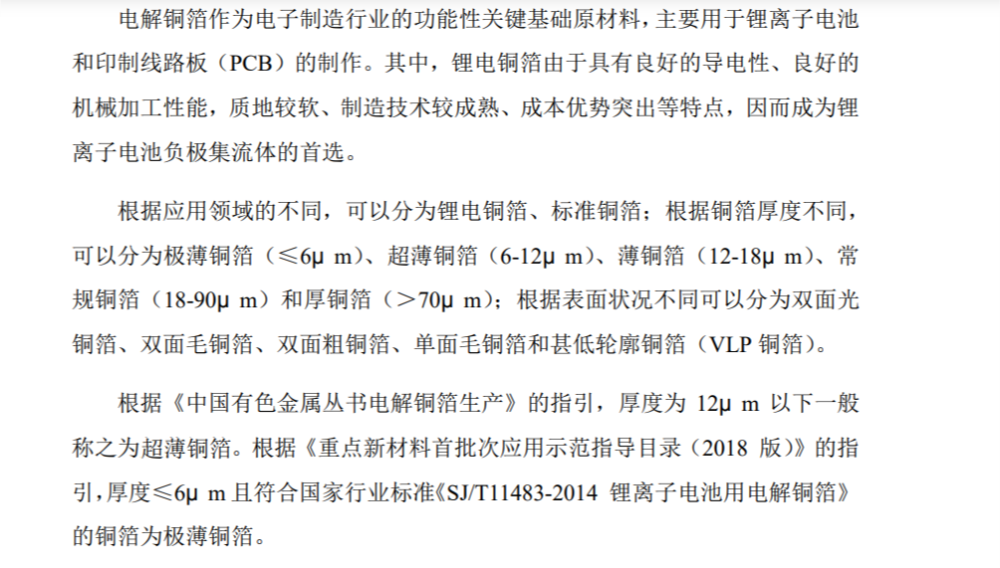 电解铜箔作为电子制造行业的功能性关键基础原材料，主要用于锂离子电池
和印制线路板（PCB）的制作。其中，锂电铜箔由于具有良好的导电性、良好的
机械加工性能，质地较软、制造技术较成熟、成本优势突出等特点，因而成为锂
离子电池负极集流体的首选。
根据应用领域的不同，可以分为锂电铜箔、标准铜箔；根据铜箔厚度不同，
可以分为极薄铜箔（≤6μ m）、超薄铜箔（6-12μ m）、薄铜箔（12-18μ m）、常
规铜箔（18-90μ m）和厚铜箔（＞70μ m）；根据表面状况不同可以分为双面光
铜箔、双面毛铜箔、双面粗铜箔、单面毛铜箔和甚低轮廓铜箔（VLP 铜箔）。
根据《中国有色金属丛书电解铜箔生产》的指引，厚度为 12μ m 以下一般
称之为超薄铜箔。根据《重点新材料首批次应用示范指导目录（2018 版）》的指
引，厚度≤6μ m 且符合国家行业标准《SJ/T11483-2014 锂离子电池用电解铜箔》
的铜箔为极薄铜箔。